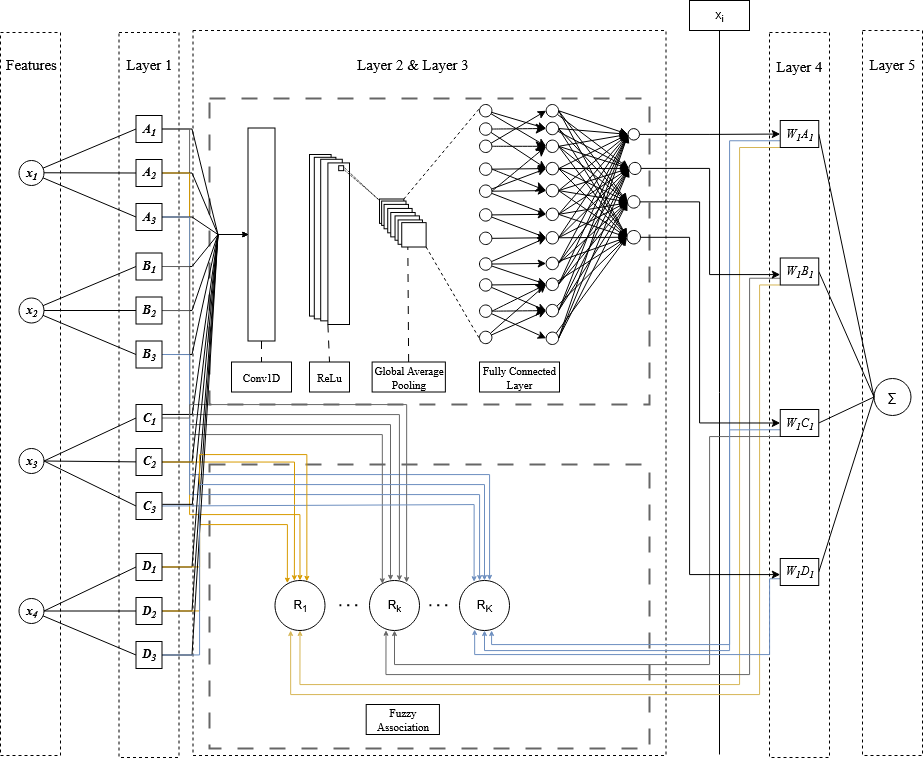 x_i
Features
Layer 1
Layer 2 & Layer 3
Layer 4
Layer 5
x_1
x_2
x_3
x_4
A_1
A_2
A_3
B_1
B_2
B_3
C_1
C_2
C_3
D_1
D_2
D_3
Conv1D
ReLu
Global Average
Pooling
Fully Connected
Layer
R_1
...
R_k
...
R_K
Fuzzy
Association
W_1A_1
W_1B_1
W_1C_1
W_1D_1
Σ